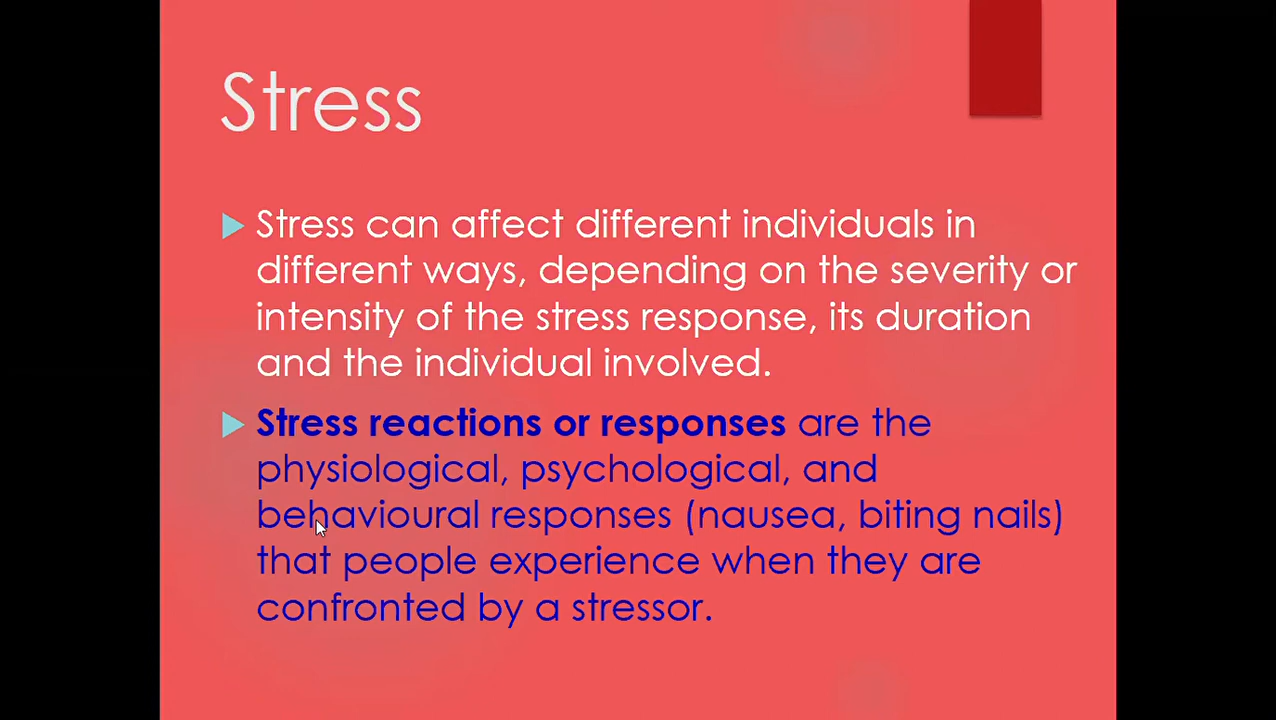 Stress
Stress can affect different individuals in
different ways, depending on the severity or
intensity of the stress response, its duration
and the individual involved.
Stress reactions or responses are the
physiological, psychological, and
behavioural responses (nausea, biting nails)
that people experience when they are
confronted by a stressor.